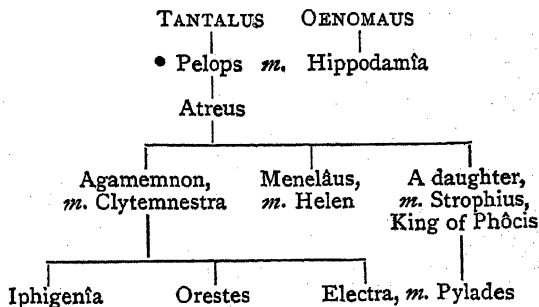 TANTALUS OENOMAUS
• Pelops m. Hippodamîa
Atreus
Agamemnon, Menelâus, A daughter,
m. Clytemnestra m. Helen m. Strophius,
King of Phôcis
Iphigenîa Orestes Electra, m. Pylades